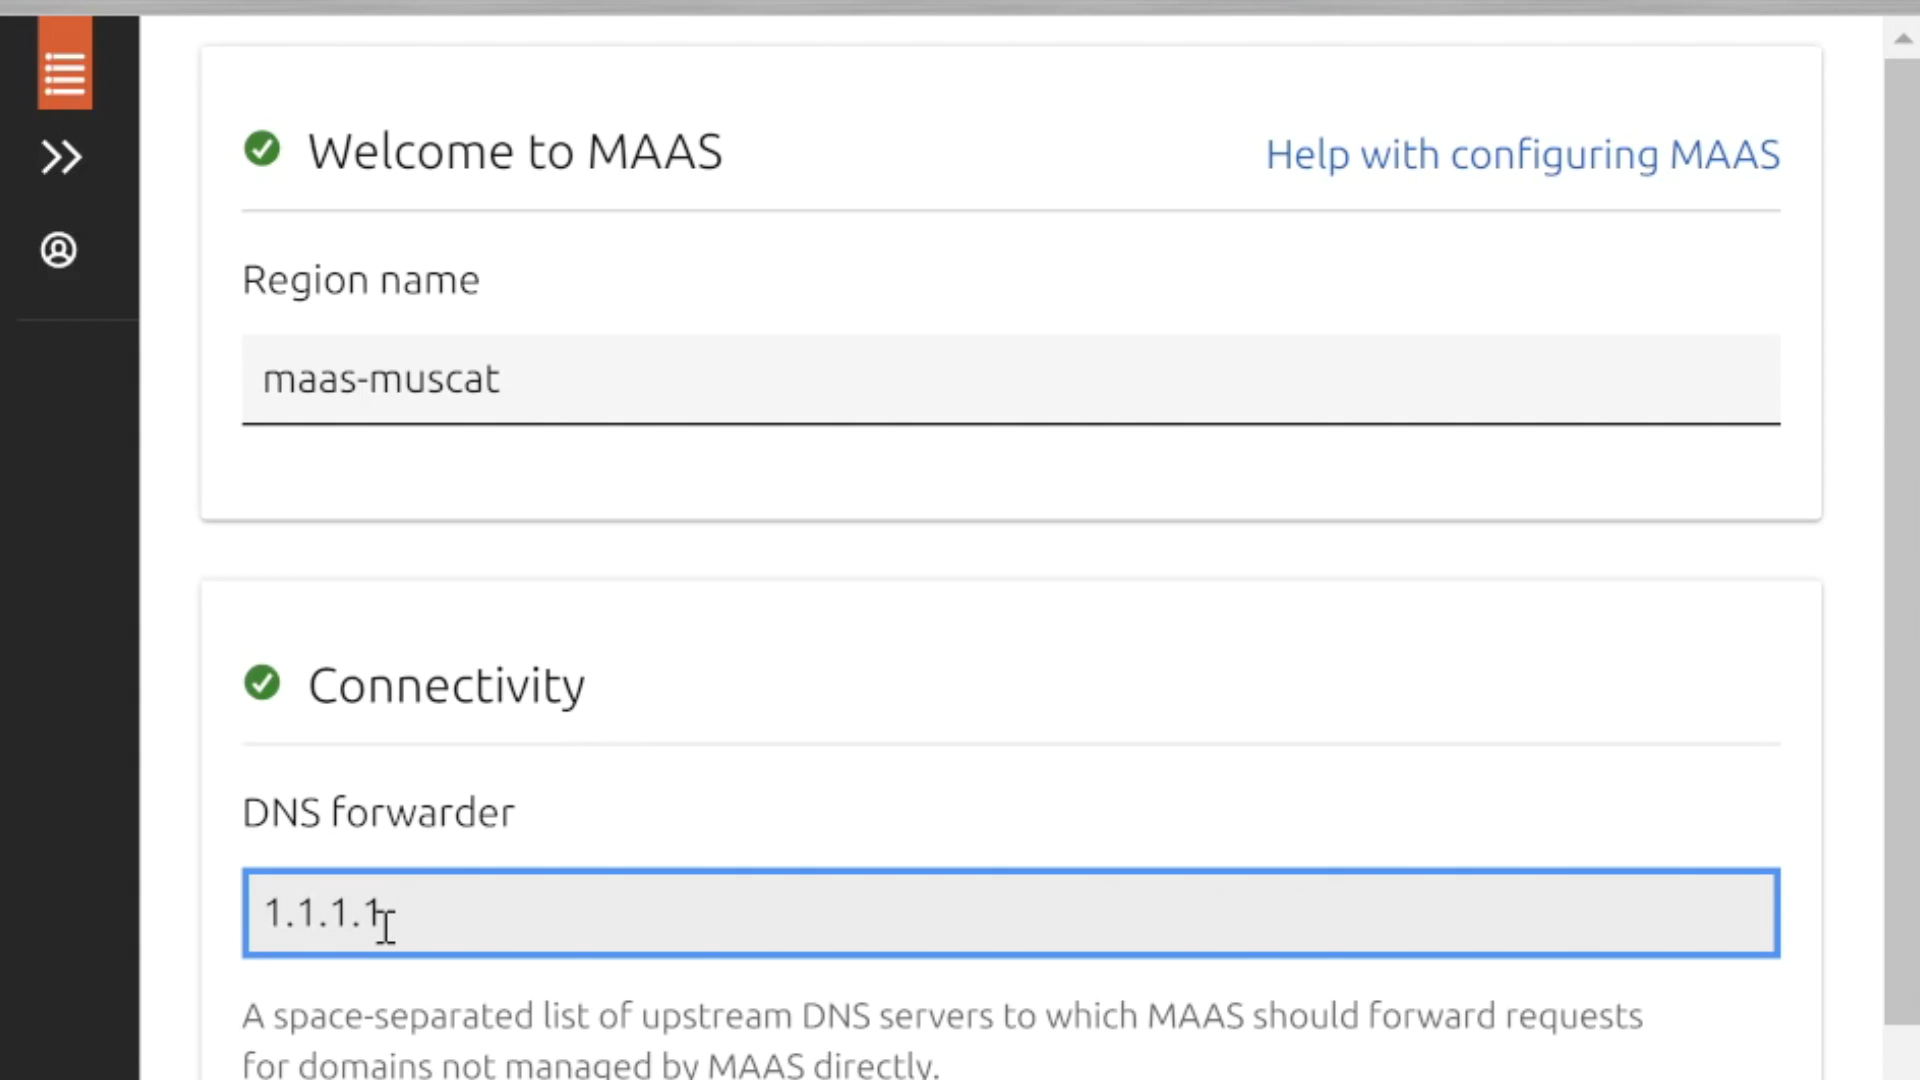 Welcome to MAAS
Help with configuring MAAS
Region name
maas-muscat
Connectivity
DNS forwarder
1.1.1.1
A space-separated list of upstream DNS servers to which MAAS should forward requests
for domains not managed by MAAS directly.